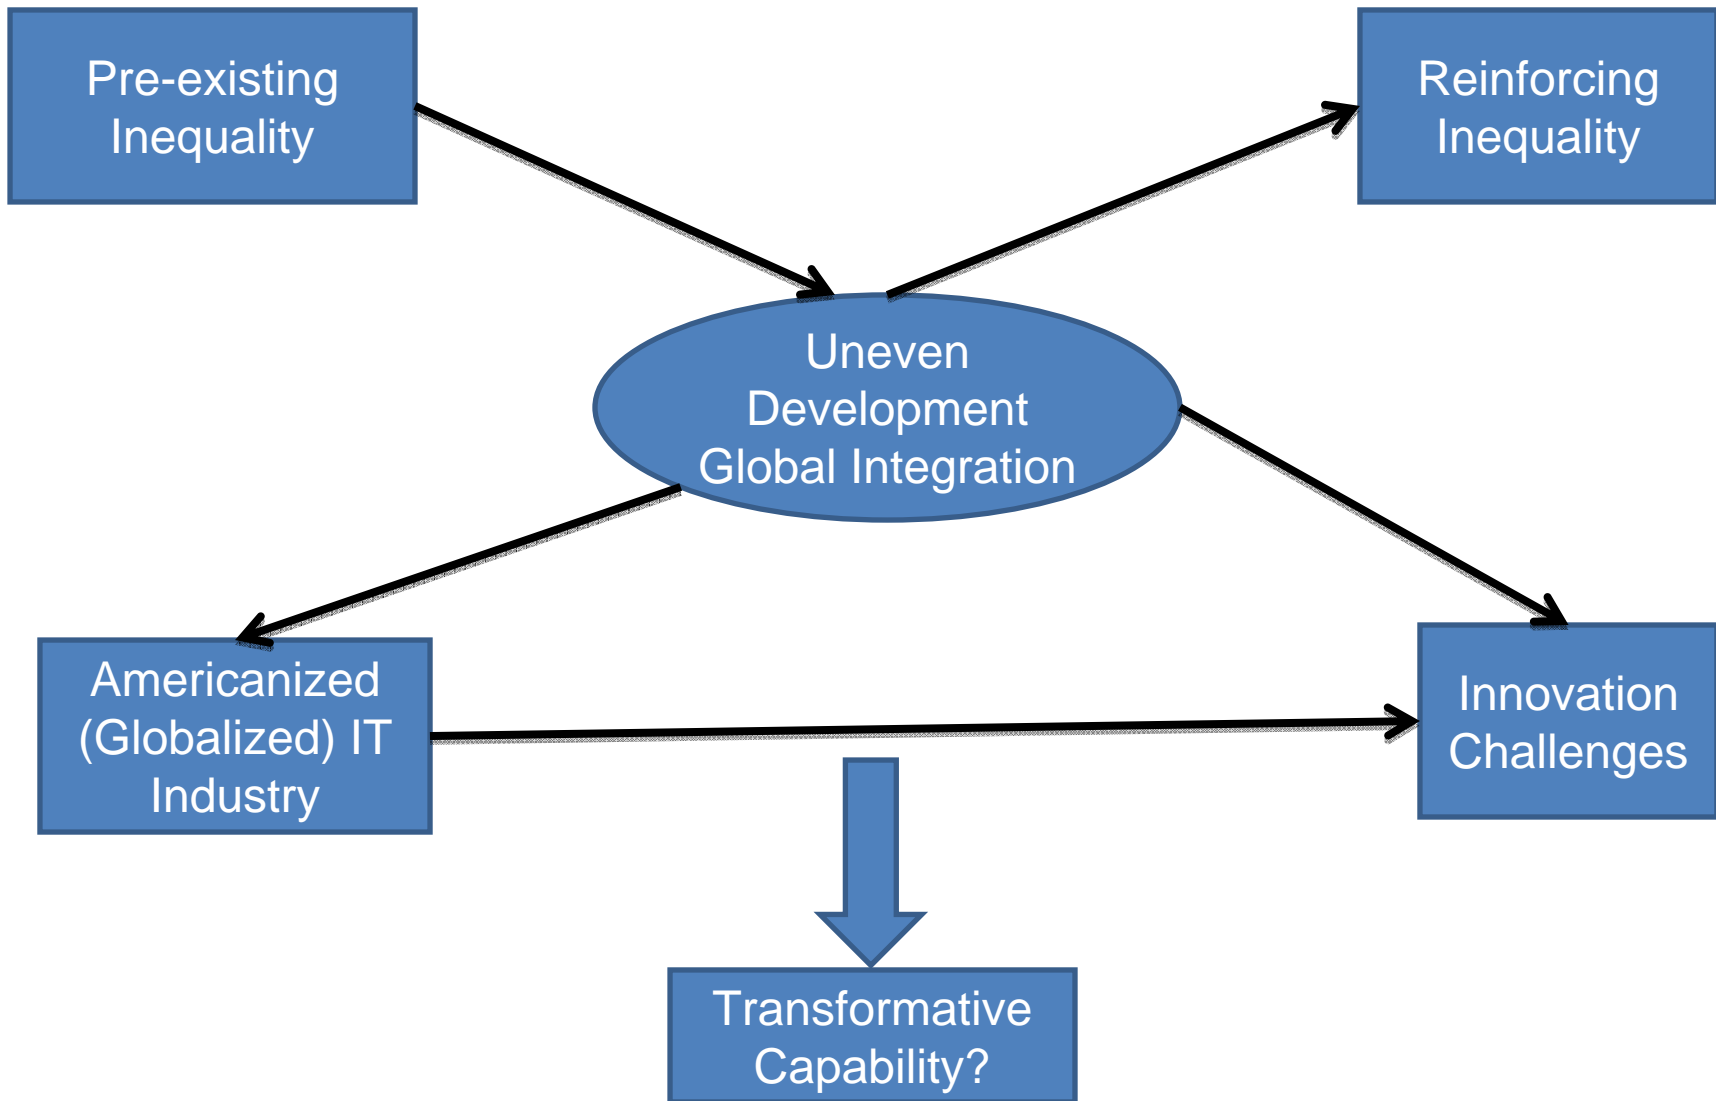 Pre-existing
Inequality
Reinforcing
Inequality
Uneven
Development
Global Integration
Americanized
(Globalized) IT
Industry
Innovation
Challenges
Transformative
Capability?